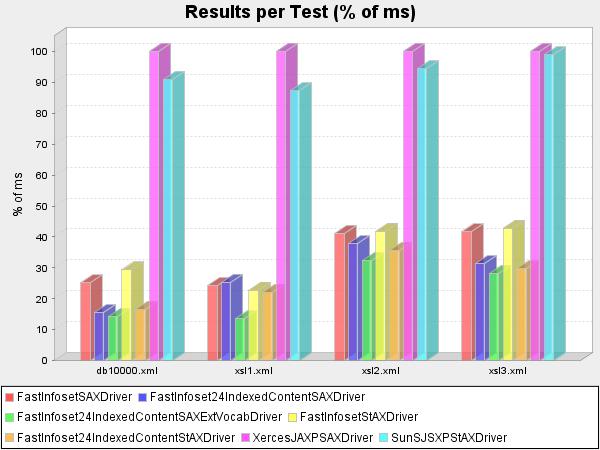 Results per Test (% of ms)
100
90
80
70
60
50
40
30
20
10
0
% of ms
db10000.xml xsl1.xml xsl2.xml xsl3.xml
FastInfosetSAXDriver FastInfoset24IndexedContentSAXDriver
FastInfoset24IndexedContentSAXExtVocabDriver FastInfosetStAXDriver
FastInfoset24IndexedContentStAXDriver XercesJAXPSAXDriver SunSJSXPStAXDriver